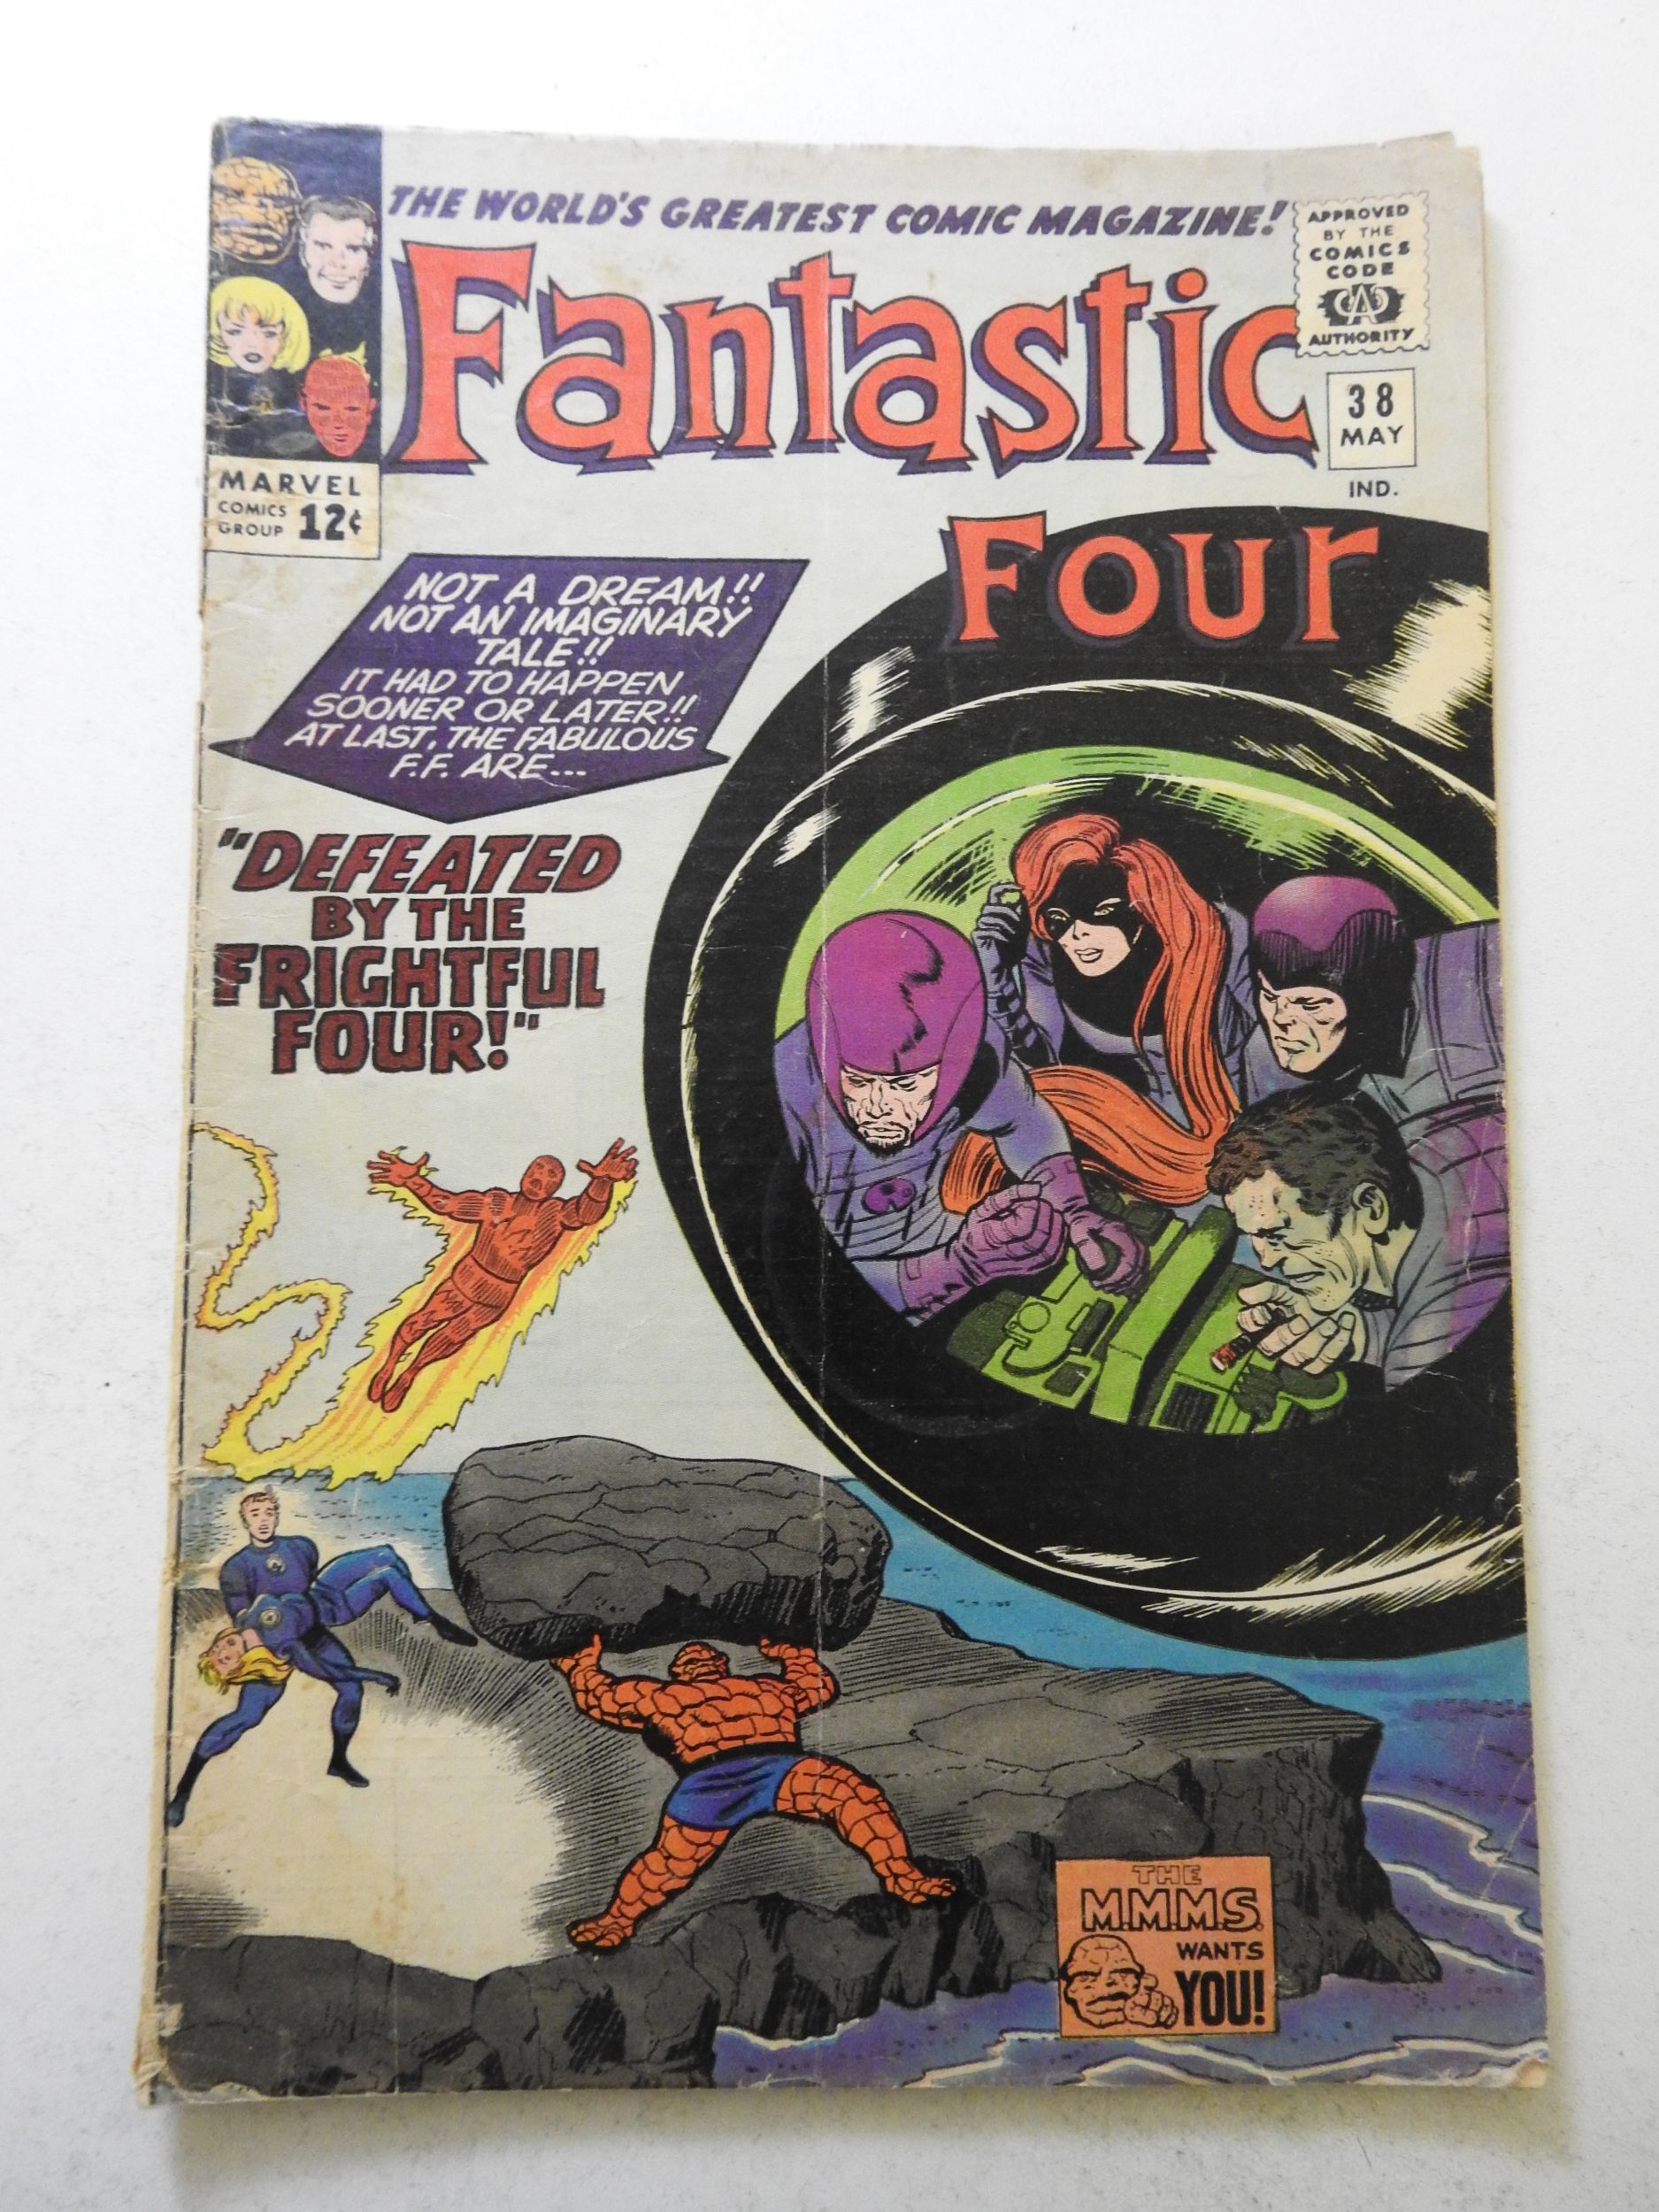 THE WORLD'S GREATEST COMIC MAGAZINE!
APPROVED
BY THE
COMICS
CODE
CA
AUTHORITY
Fantastic
38
MAY
IND.
MARVEL
COMICS
GROUP 12¢
Four
NOT A DREAM!!
NOT AN IMAGINARY
TALE!!
IT HAD TO HAPPEN
SOONER OR LATER!!
AT LAST, THE FABULOUS
F.F. ARE...
"DEFEATED
BY THE
FRIGHTFUL
FOUR!"
4
THE
M.M.M.S.
WANTS
YOU!